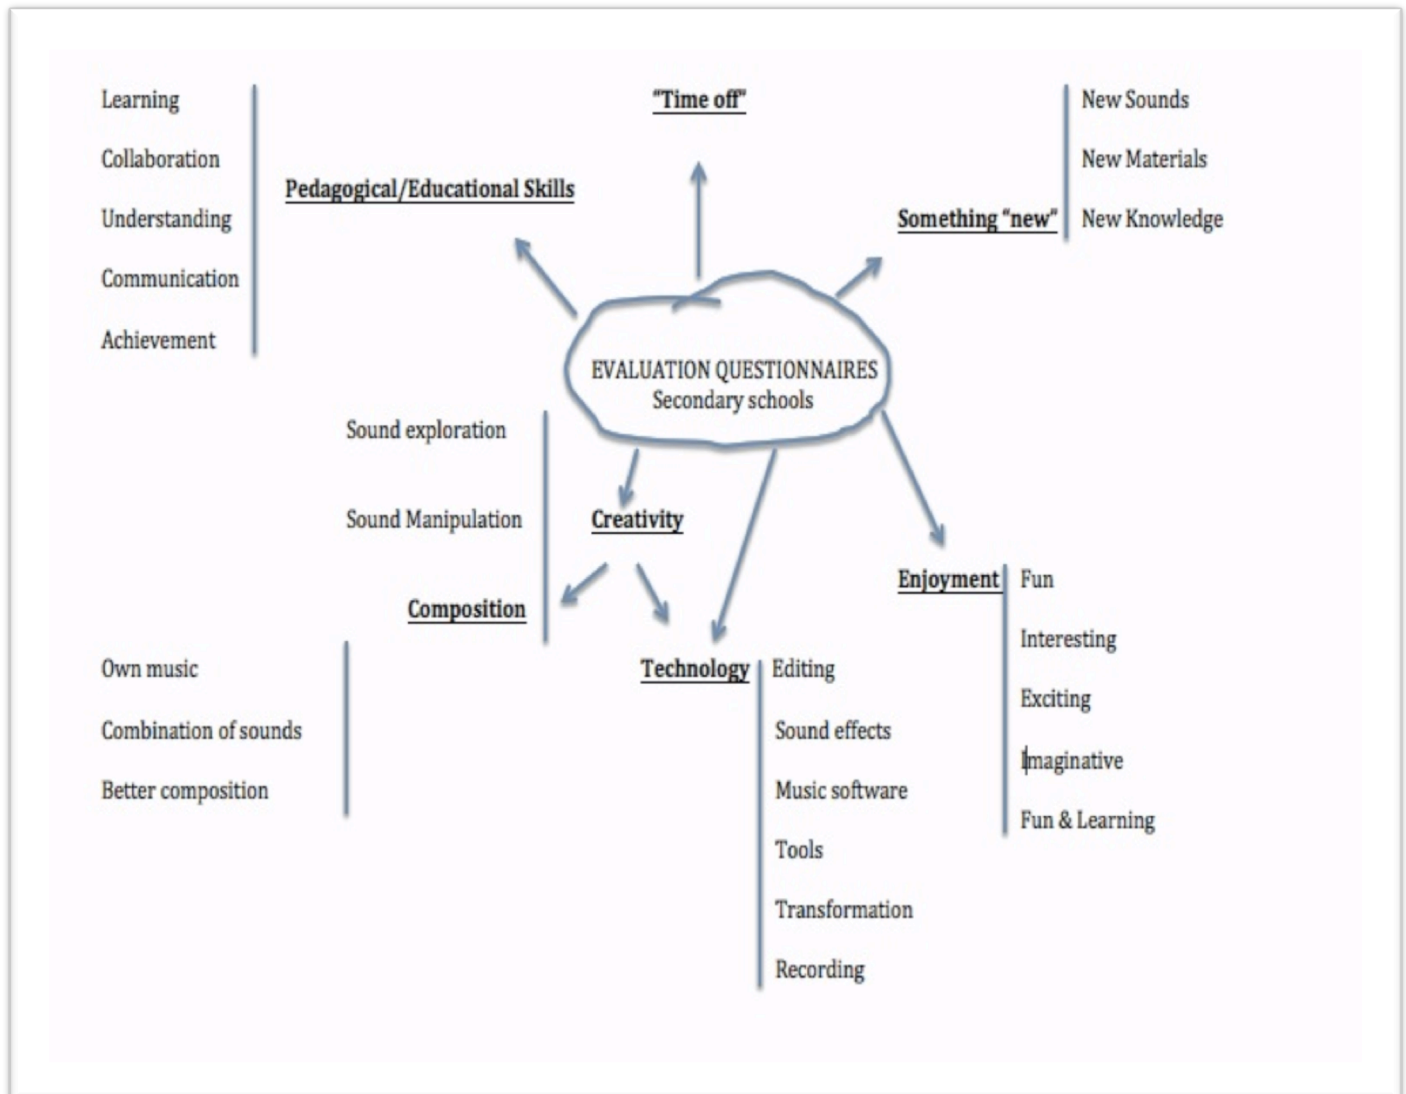 Learning
Collaboration
Understanding
Communication
Achievement
Pedagogical/Educational Skills
“Time off”
Something “new”
New Sounds
New Materials
New Knowledge
EVALUATION QUESTIONNAIRES
Secondary schools
Sound exploration
Sound Manipulation
Composition
Creativity
Own music
Combination of sounds
Better composition
Technology
Editing
Sound effects
Music software
Tools
Transformation
Recording
Enjoyment
Fun
Interesting
Exciting
Imaginative
Fun & Learning